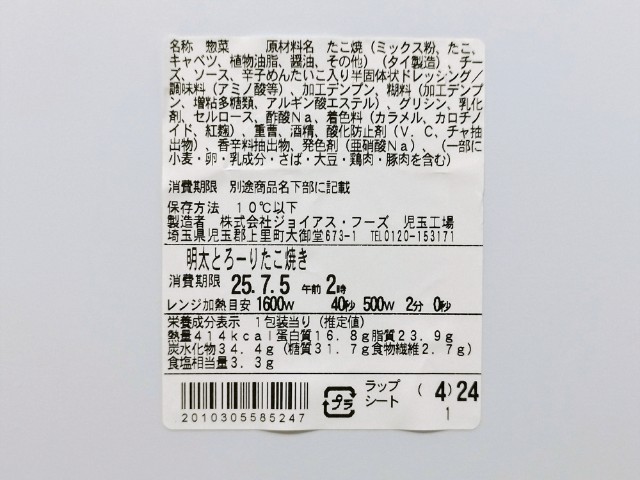 名称 惣菜 原材料名 たこ焼(ミックス粉、たこ、
キャベツ、植物油脂、醤油、その他)(タイ製造)、チー
ズ、ソース、辛子めんたいこ入り半固体状ドレッシング/
調味料(アミノ酸等)、加工デンプン、糊料(加工デンプ
ン、増粘多糖類、アルギン酸エステル)、グリシン、乳化
剤、セルロース、酢酸Na、着色料(カラメル、カロチノ
イド、紅麹)、重曹、酒精、酸化防止剤(V.C、チャ抽
出物)、香辛料抽出物、発色剤(亜硝酸Na)、(一部に
小麦・卵・乳成分・さば・大豆・鶏肉・豚肉を含む)
消費期限 別途商品名下部に記載
保存方法 10℃以下
製造者 株式会社ジョイアス・フーズ 児玉工場
埼玉県児玉郡上里町大御堂673-1 TEL0120-153171
明太とろーりたこ焼き
消費期限 25.7.5 午前2時
レンジ加熱目安 1600W 40秒 500W 2分 0秒
栄養成分表示 1包装当り(推定値)
熱量414kcal蛋白質16.8g脂質23.9g
炭水化物34.4g(糖質31.7g食物繊維2.7g)
食塩相当量3.3g
2010305585247
プラ ラップ シート (4)24
1